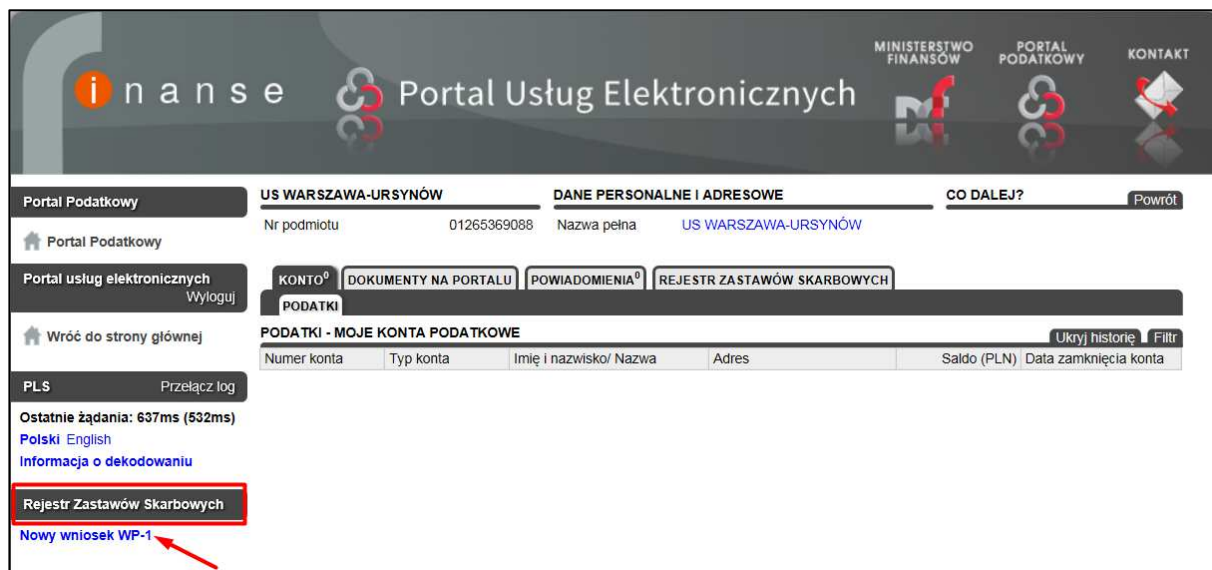 finanse
Portal Usług Elektronicznych
MINISTERSTWO
FINANSÓW
PORTAL
PODATKOWY
KONTAKT
Portal Podatkowy
Portal Podatkowy
Portal usług elektronicznych
Wyloguj
Wróć do strony głównej
PLS Przełącz log
Ostatnie żądania: 637ms (532ms)
Polski English
Informacja o dekodowaniu
Rejestr Zastawów Skarbowych
Nowy wniosek WP-1
US WARSZAWA-URSYNÓW DANE PERSONALNE I ADRESOWE CO DALEJ? Powrót
Nr podmiotu 01265369088 Nazwa pełna US WARSZAWA-URSYNÓW
KONTO⁰ DOKUMENTY NA PORTALU POWIADOMIENIA⁰ REJESTR ZASTAWÓW SKARBOWYCH
PODATKI
PODATKI - MOJE KONTA PODATKOWE Ukryj historię Filtr
Numer konta Typ konta Imię i nazwisko/ Nazwa Adres Saldo (PLN) Data zamknięcia konta